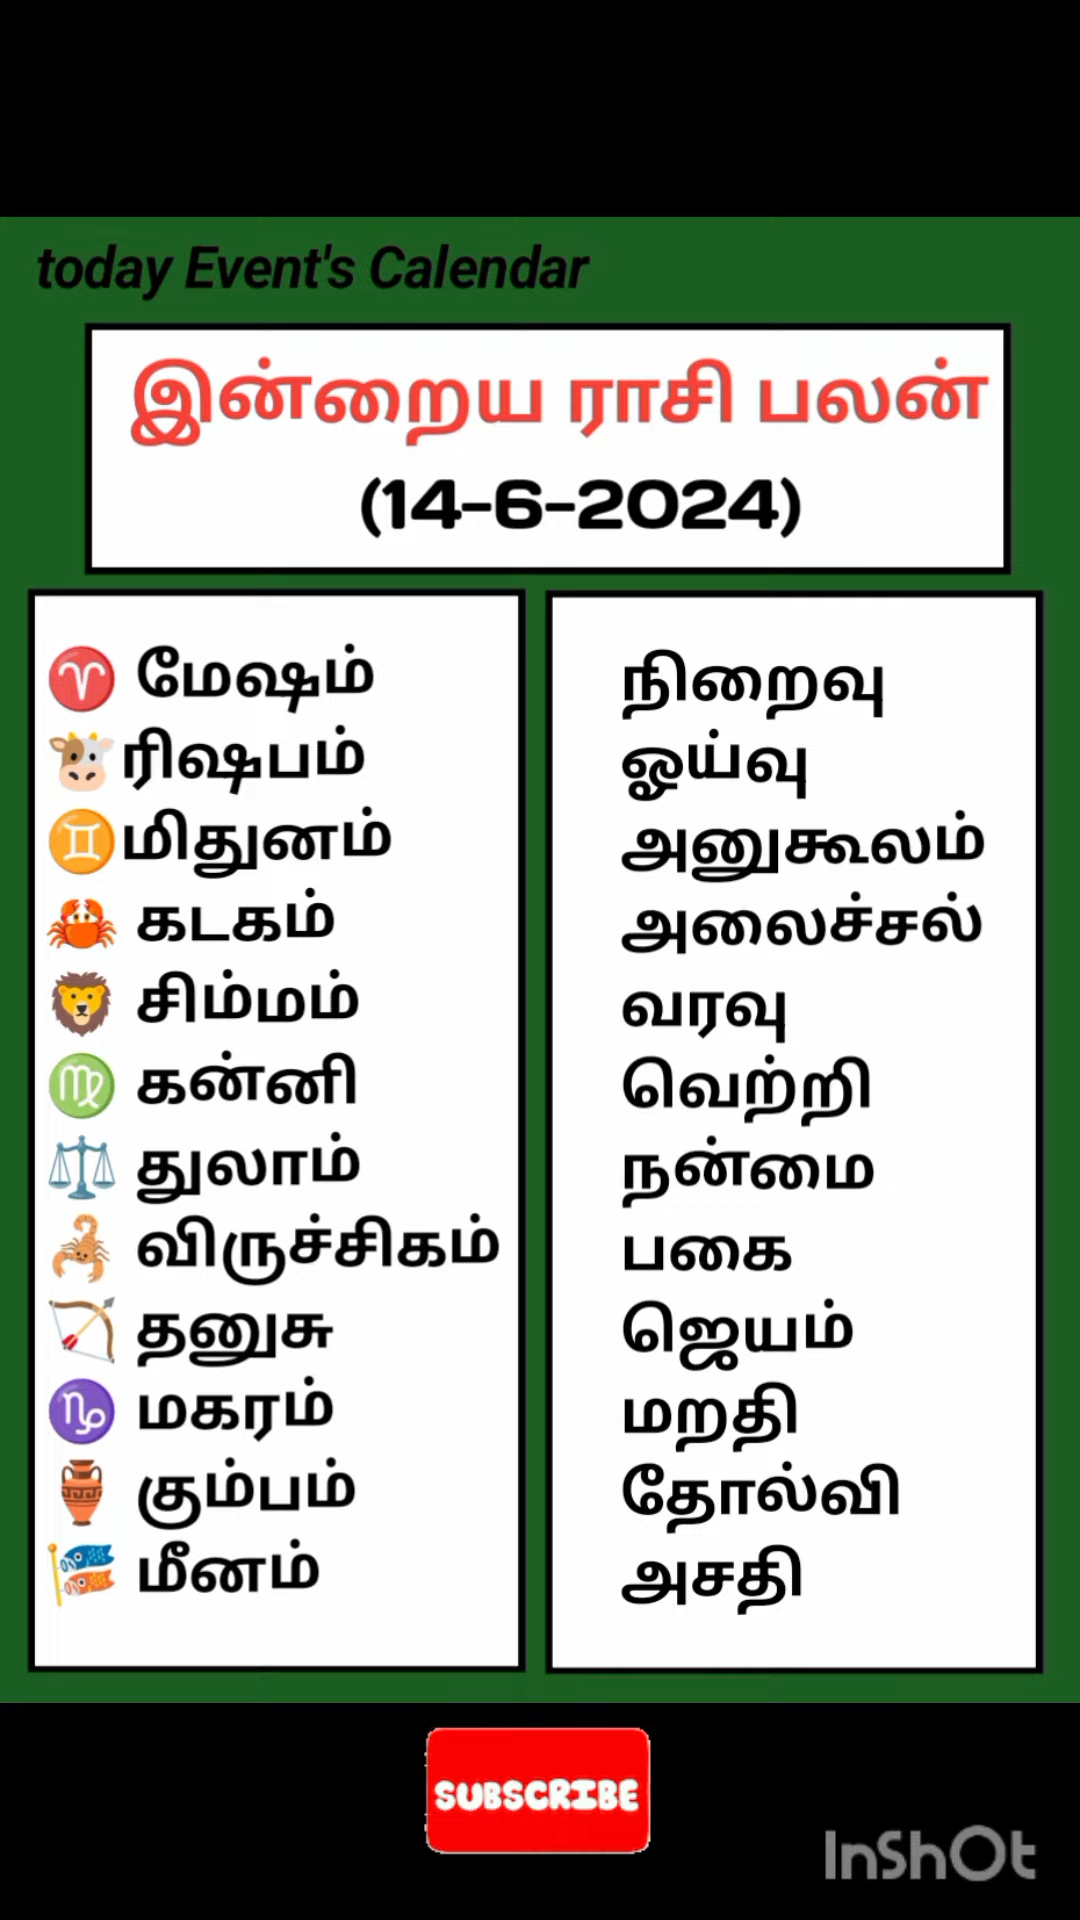 today Event's Calendar
இன்றைய ராசி பலன்
(14-6-2024)
மேஷம் நிறைவு
ரிஷபம் ஓய்வு
மிதுனம் அனுகூலம்
கடகம் அலைச்சல்
சிம்மம் வரவு
கன்னி வெற்றி
துலாம் நன்மை
விருச்சிகம் பகை
தனுசு ஜெயம்
மகரம் மறதி
கும்பம் தோல்வி
மீனம் அசதி
SUBSCRIBE
InShOt